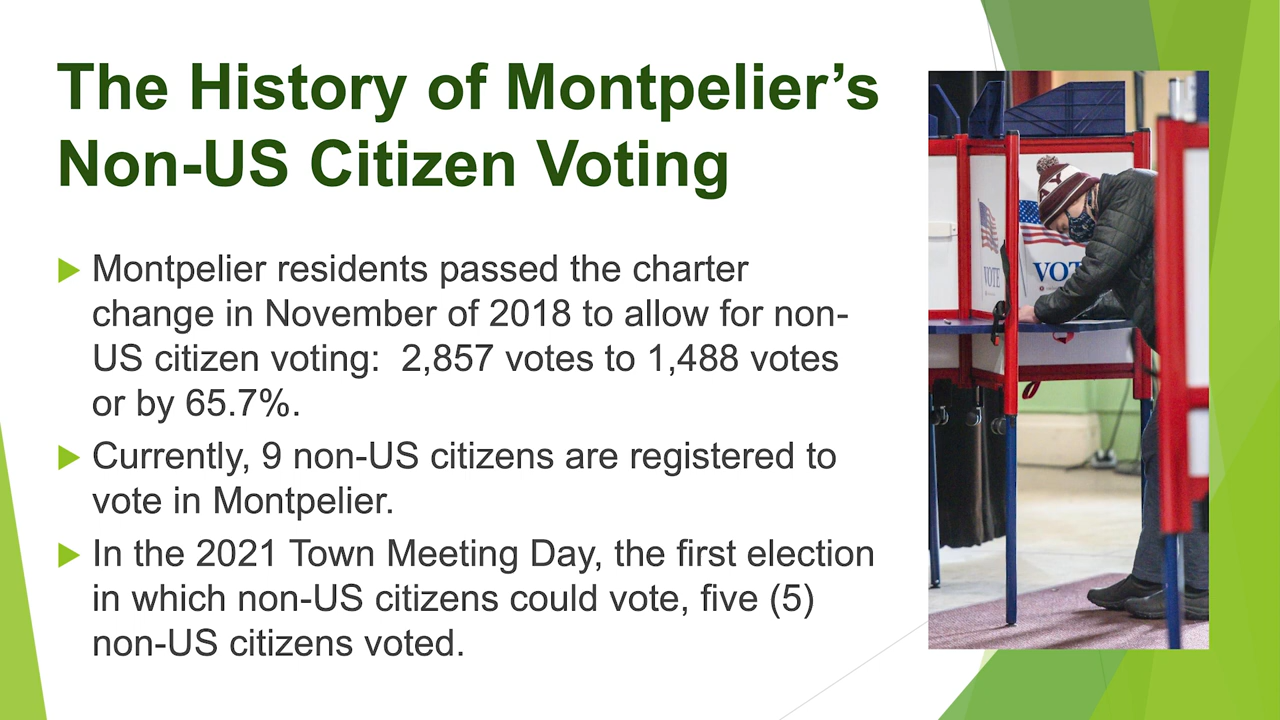 The History of Montpelier’s
Non-US Citizen Voting
Montpelier residents passed the charter
change in November of 2018 to allow for non-
US citizen voting:  2,857 votes to 1,488 votes
or by 65.7%.
Currently, 9 non-US citizens are registered to
vote in Montpelier.
In the 2021 Town Meeting Day, the first election
in which non-US citizens could vote, five (5)
non-US citizens voted.
VOTE
VOT